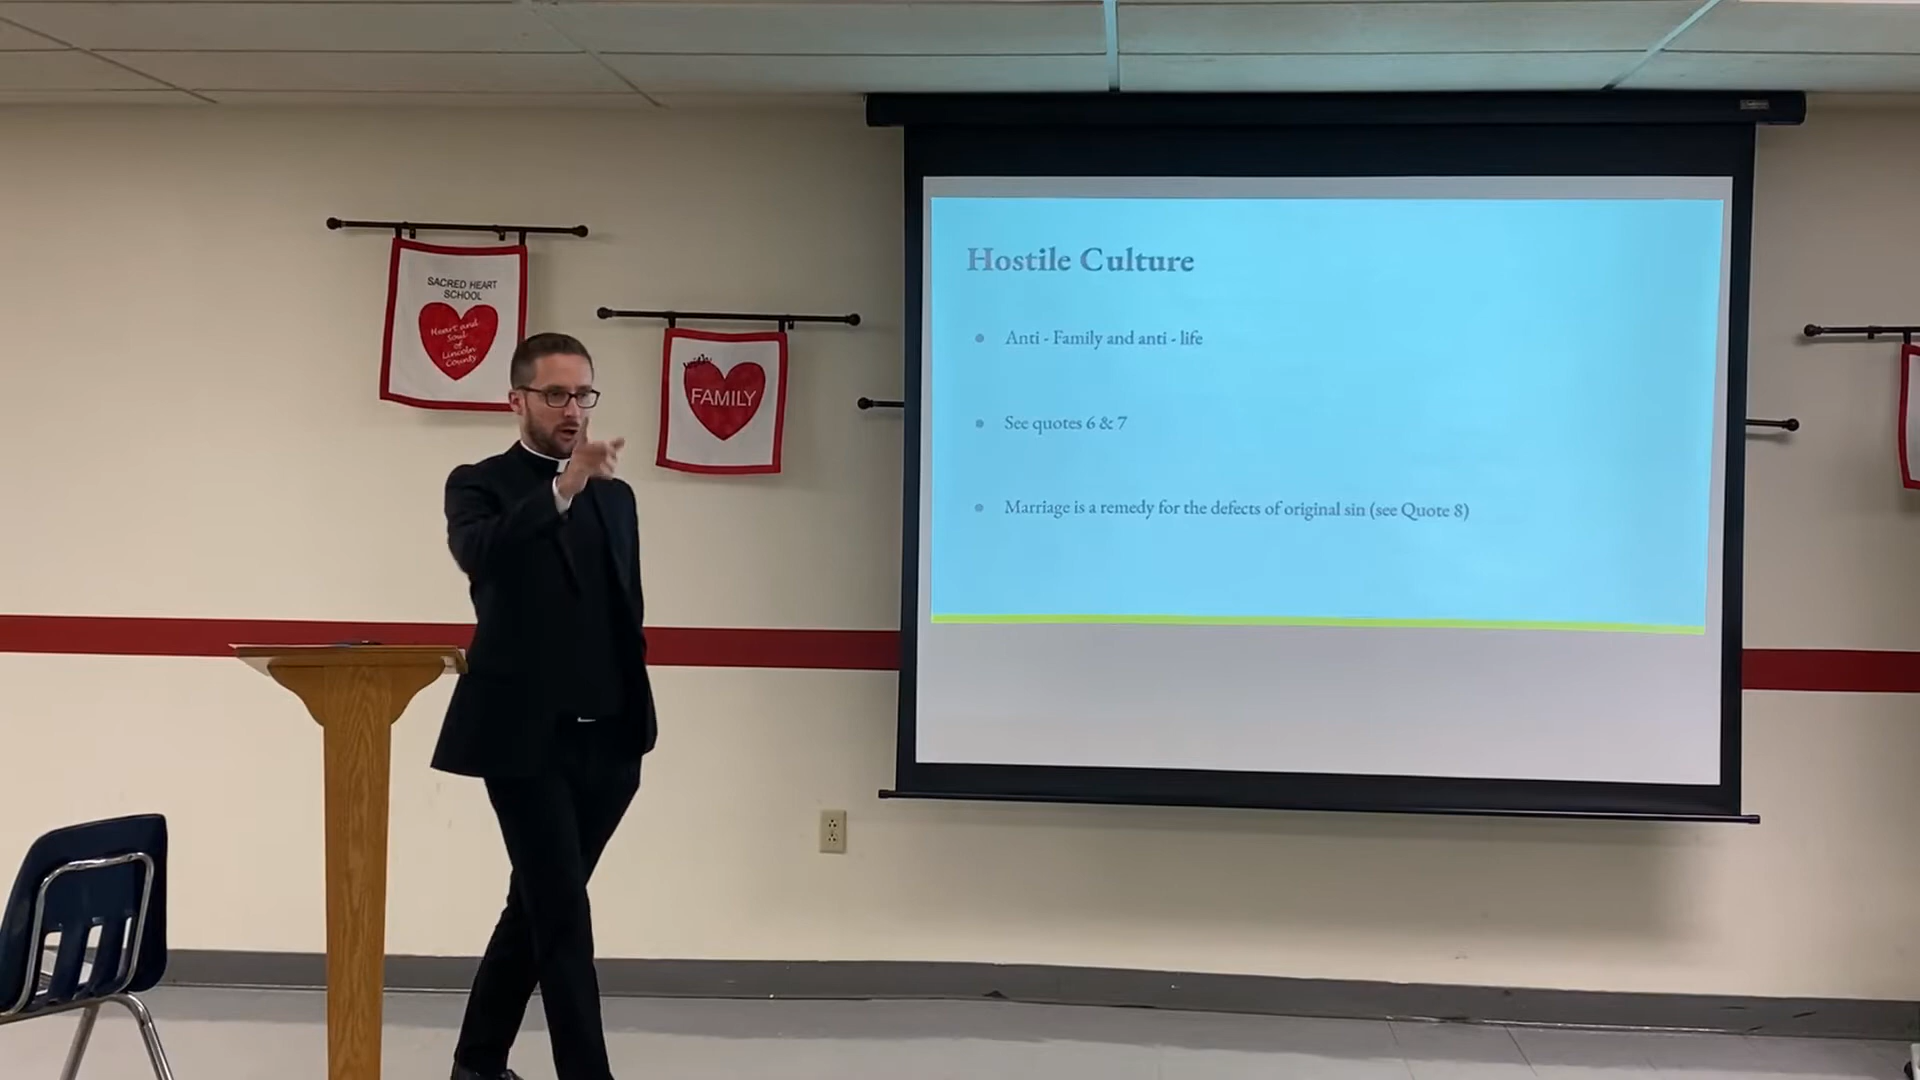 SACRED HEART
SCHOOL
Heart and
Soul
of
Lincoln
County
with
FAMILY
Hostile Culture
Anti - Family and anti - life
See quotes 6 & 7
Marriage is a remedy for the defects of original sin (see Quote 8)